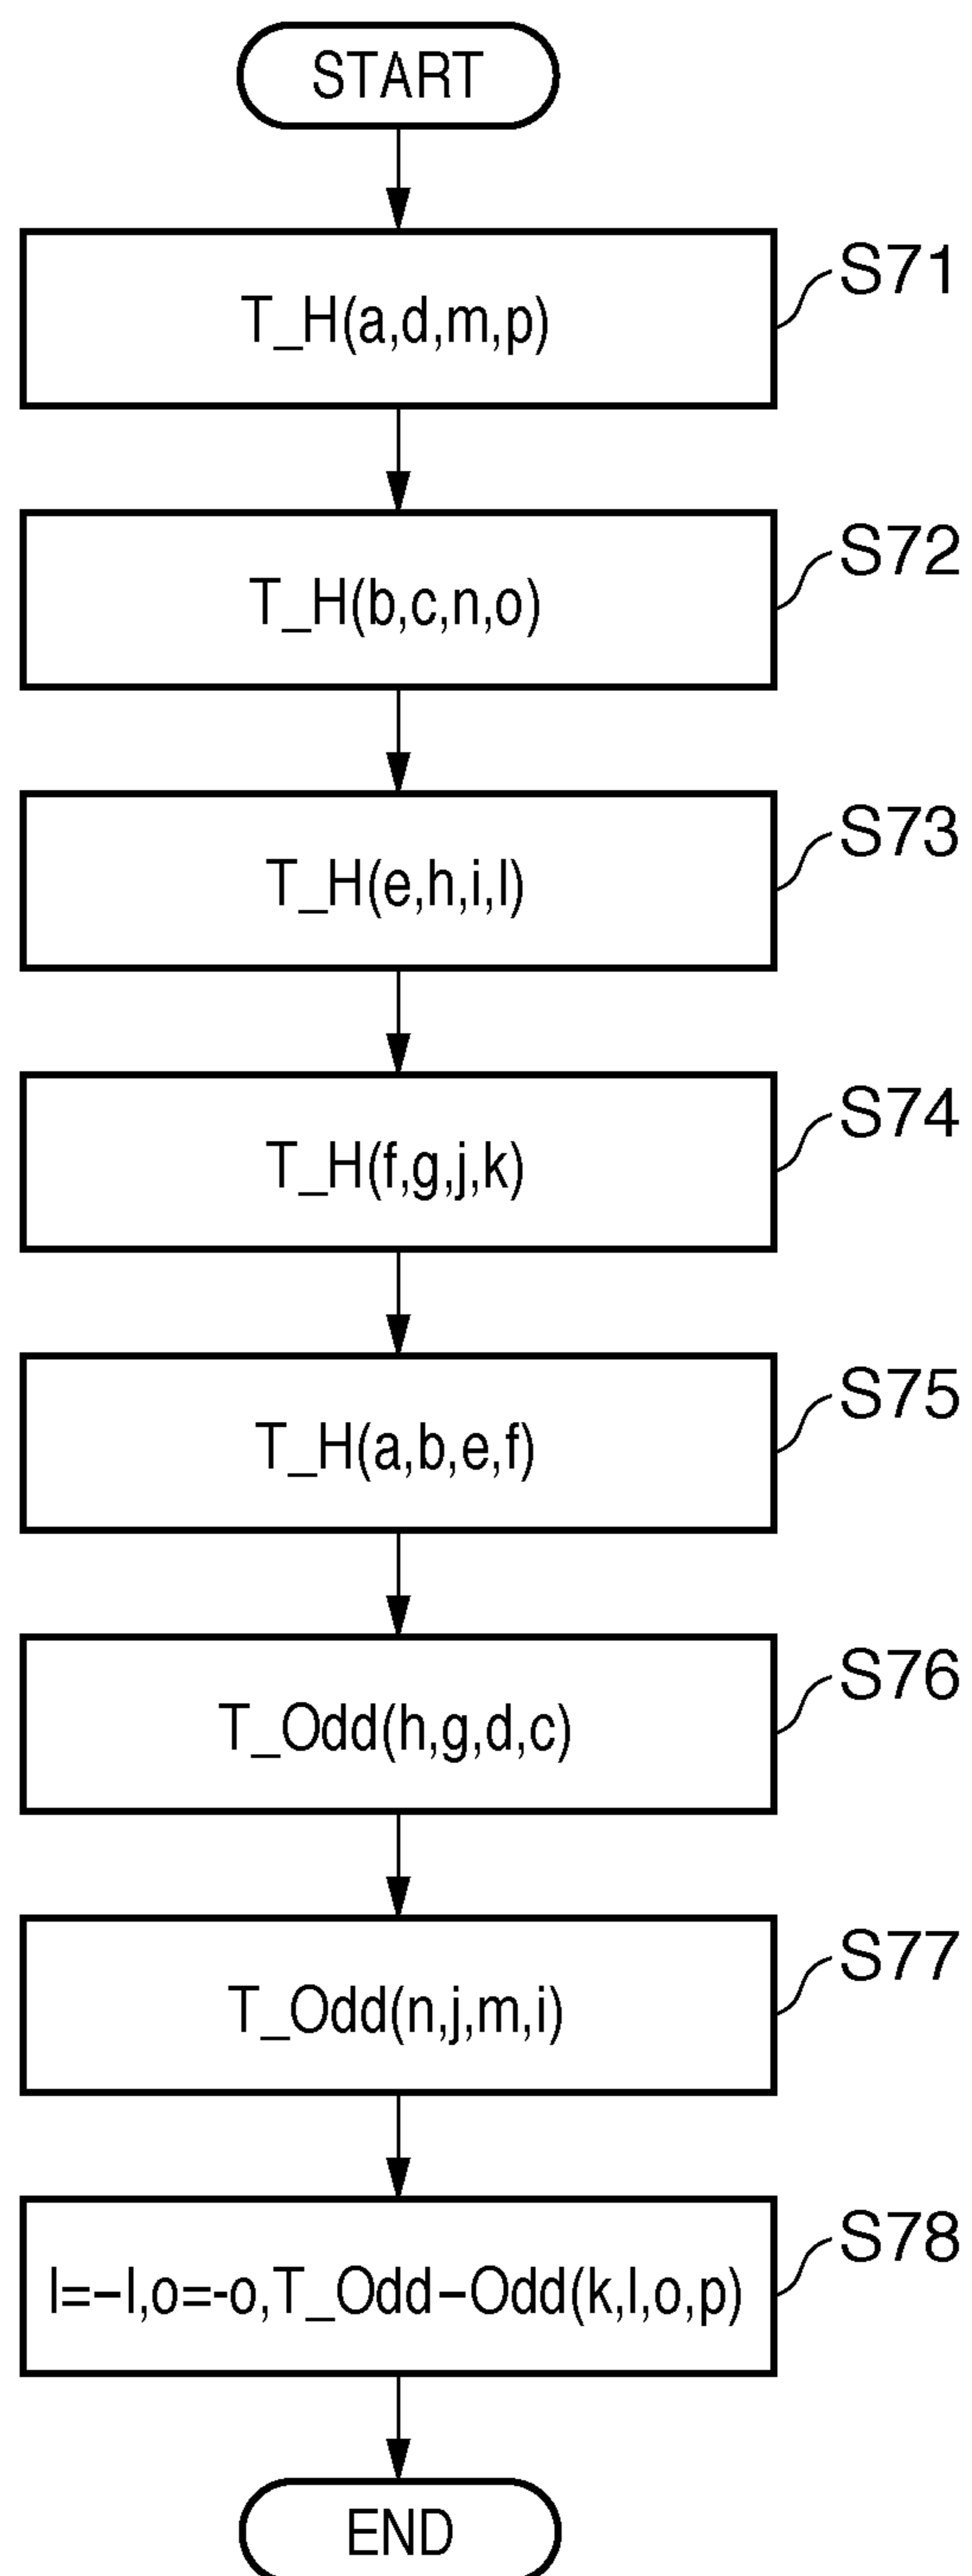 START
T_H(a,d,m,p)
S71
T_H(b,c,n,o)
S72
T_H(e,h,i,l)
S73
T_H(f,g,j,k)
S74
T_H(a,b,e,f)
S75
T_Odd(h,g,d,c)
S76
T_Odd(n,j,m,i)
S77
l=−l,o=-o,T_Odd−Odd(k,l,o,p)
S78
END